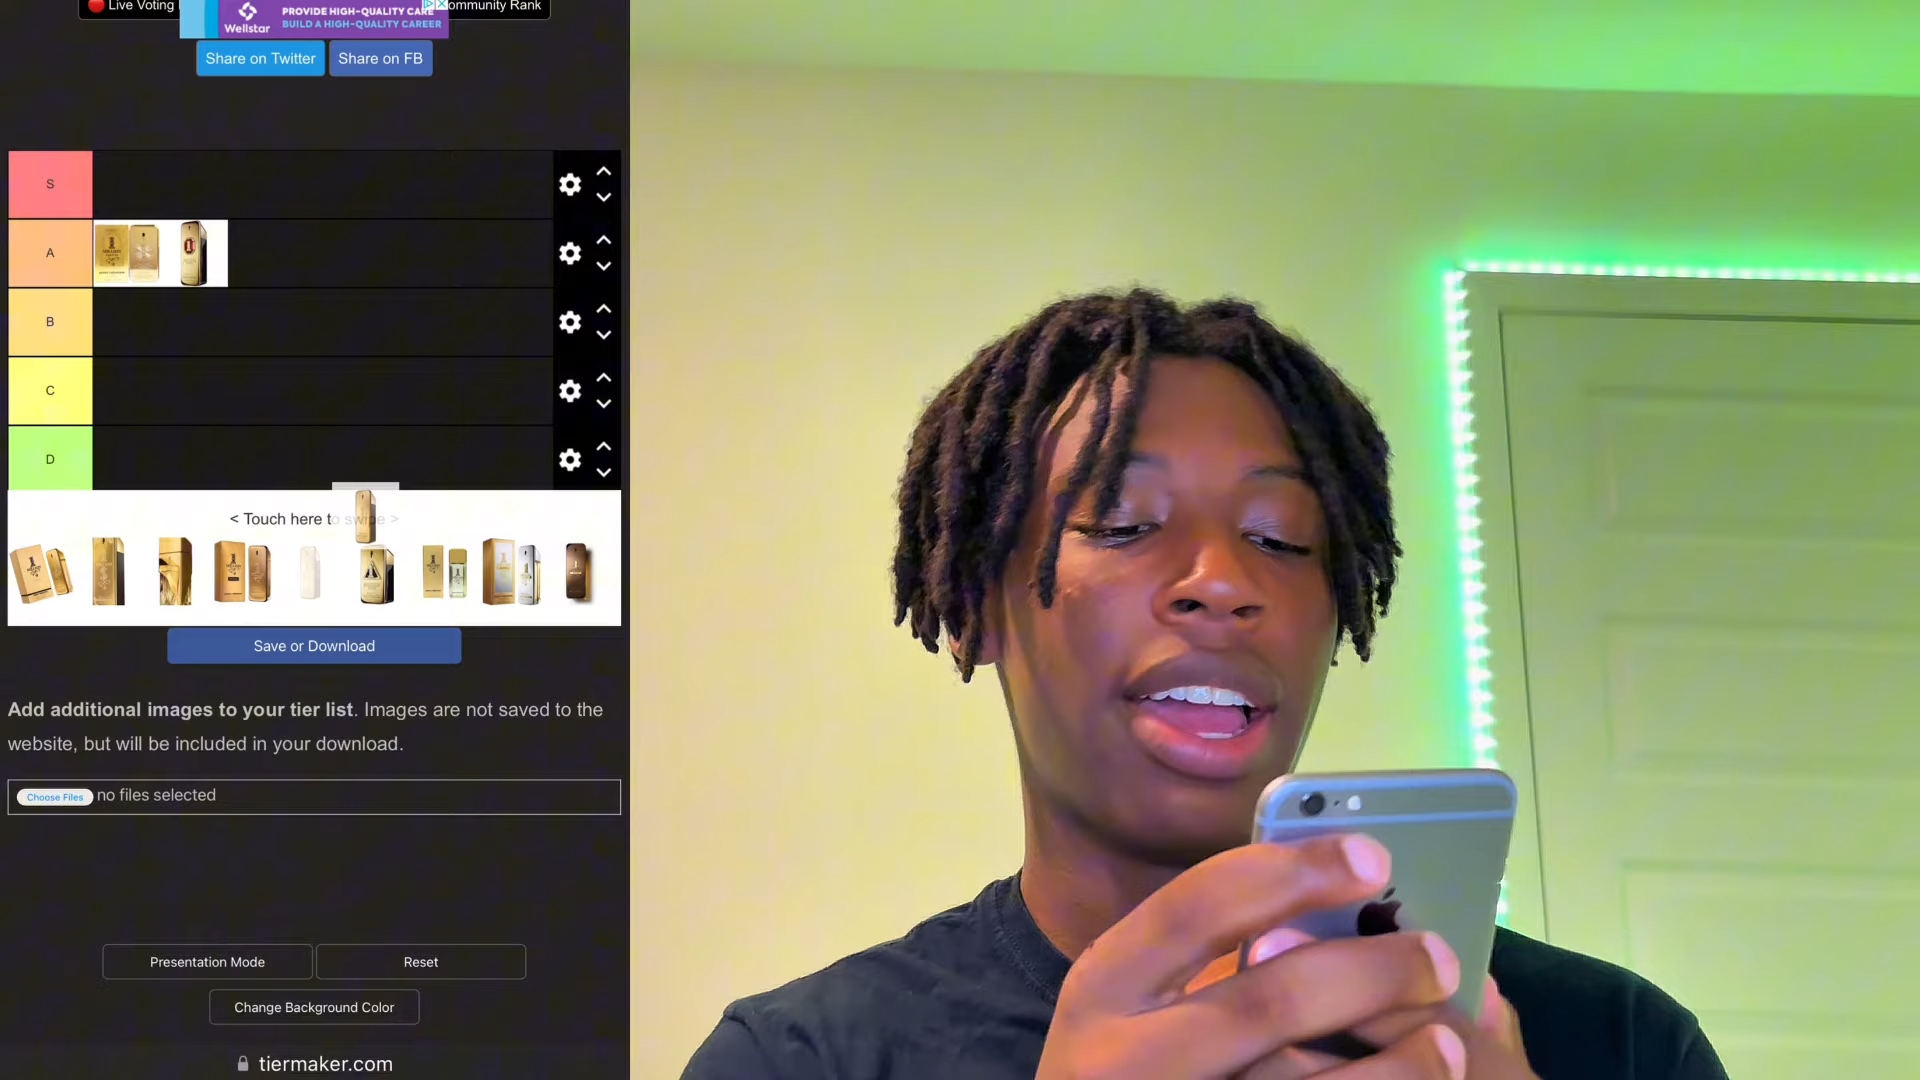 Live Voting
ommunity Rank
Wellstar
PROVIDE HIGH-QUALITY CARE
BUILD A HIGH-QUALITY CAREER
Share on Twitter
Share on FB
S
A
B
C
D
< Touch here to swipe >
Save or Download
Add additional images to your tier list. Images are not saved to the
website, but will be included in your download.
Choose Files
no files selected
Presentation Mode
Reset
Change Background Color
tiermaker.com